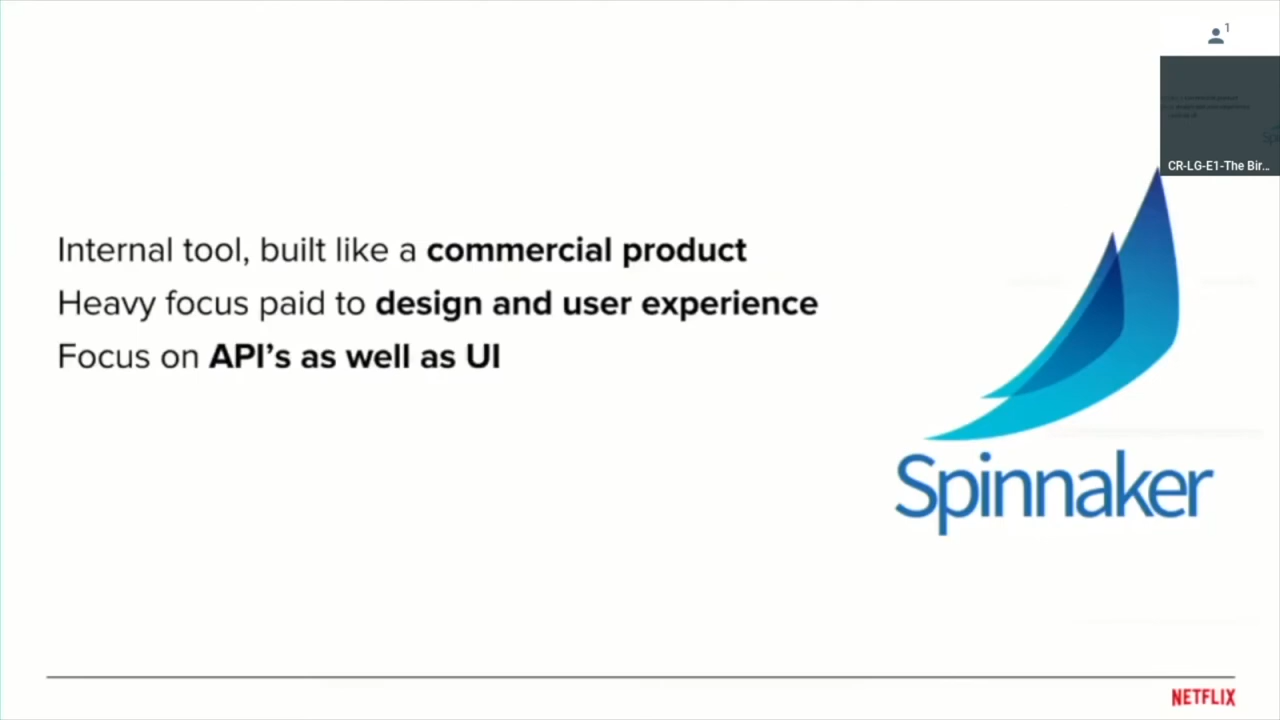 1
CR-LG-E1-The Bir...
Internal tool, built like a commercial product
Heavy focus paid to design and user experience
Focus on API’s as well as UI
Spinnaker
NETFLIX